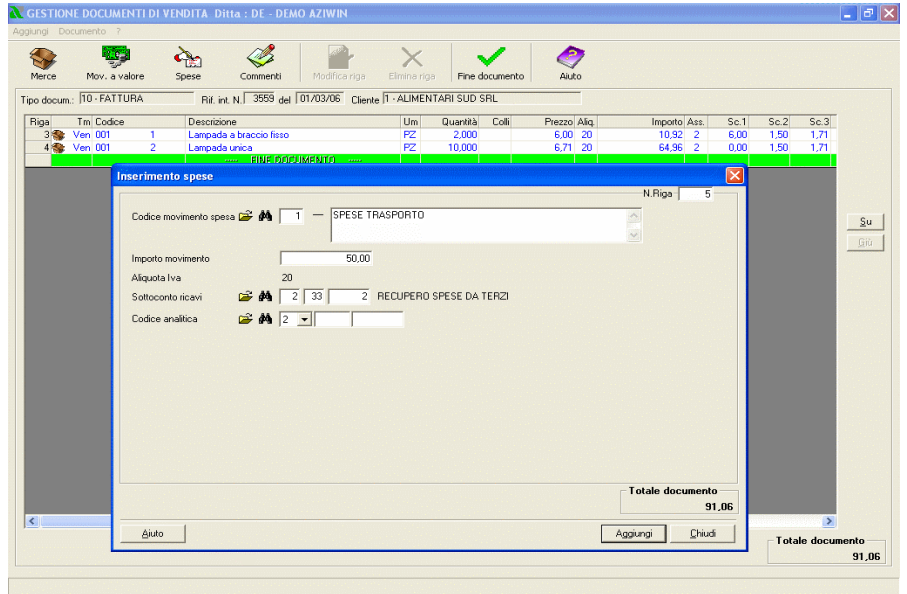 GESTIONE DOCUMENTI DI VENDITA Ditta : DE - DEMO AZIWIN
Aggiungi Documento ?
Merce Mov. a valore Spese Commenti Modifica riga Elimina riga Fine documento Aiuto
Tipo docum.: 10 - FATTURA Rif. int. N. 3559 del 01/03/06 Cliente 1 - ALIMENTARI SUD SRL
Riga Tm Codice Descrizione Um Quantità Colli Prezzo Aliq. Importo Ass. Sc.1 Sc.2 Sc.3
3 Ven 001 1 Lampada a braccio fisso PZ 2,000 6,00 20 10,92 2 6,00 1,50 1,71
4 Ven 001 2 Lampada unica PZ 10,000 6,71 20 64,96 2 0,00 1,50 1,71
----- FINE DOCUMENTO -----
Inserimento spese
N.Riga 5
Codice movimento spesa 1 — SPESE TRASPORTO
Su
Giù
Importo movimento 50,00
Aliquota Iva 20
Sottoconto ricavi 2 33 2 RECUPERO SPESE DA TERZI
Codice analitica 2
Totale documento
91,06
Aiuto Aggiungi Chiudi
Totale documento
91,06